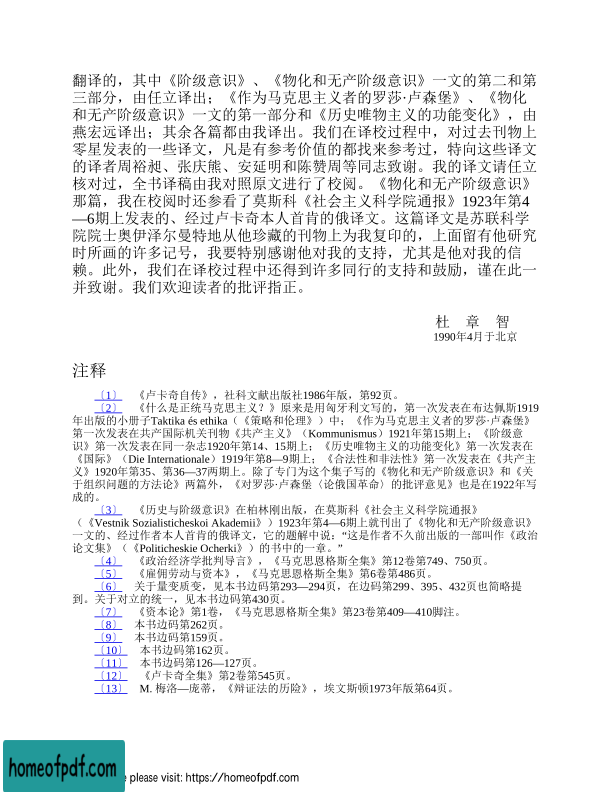 翻译的，其中《阶级意识》、《物化和无产阶级意识》一文的第二和第
三部分，由任立译出；《作为马克思主义者的罗莎·卢森堡》、《物化
和无产阶级意识》一文的第一部分和《历史唯物主义的功能变化》，由
燕宏远译出；其余各篇都由我译出。我们在译校过程中，对过去刊物上
零星发表的一些译文，凡是有参考价值的都找来参考过，特向这些译文
的译者周裕昶、张庆熊、安延明和陈赞周等同志致谢。我的译文请任立
核对过，全书译稿由我对照原文进行了校阅。《物化和无产阶级意识》
那篇，我在校阅时还参看了莫斯科《社会主义科学院通报》1923年第4
—6期上发表的、经过卢卡奇本人首肯的俄译文。这篇译文是苏联科学
院院士奥伊泽尔曼特地从他珍藏的刊物上为我复印的，上面留有他研究
时所画的许多记号，我要特别感谢他对我的支持，尤其是他对我的信
赖。此外，我们在译校过程中还得到许多同行的支持和鼓励，谨在此一
并致谢。我们欢迎读者的批评指正。
杜 章 智
1990年4月于北京
注释
〔1〕 《卢卡奇自传》，社科文献出版社1986年版，第92页。
〔2〕 《什么是正统马克思主义？》原来是用匈牙利文写的，第一次发表在布达佩斯1919
年出版的小册子Taktika és ethika（《策略和伦理》）中；《作为马克思主义者的罗莎·卢森堡》
第一次发表在共产国际机关刊物《共产主义》（Kommunismus）1921年第15期上；《阶级意
识》第一次发表在同一杂志1920年第14、15期上；《历史唯物主义的功能变化》第一次发表在
《国际》（Die Internationale）1919年第8—9期上；《合法性和非法性》第一次发表在《共产主
义》1920年第35、第36—37两期上。除了专门为这个集子写的《物化和无产阶级意识》和《关
于组织问题的方法论》两篇外，《对罗莎·卢森堡〈论俄国革命〉的批评意见》也是在1922年写
成的。
〔3〕 《历史与阶级意识》在柏林刚出版，在莫斯科《社会主义科学院通报》
（《Vestnik Sozialisticheskoi Akademii》）1923年第4—6期上就刊出了《物化和无产阶级意识》
一文的、经过作者本人首肯的俄译文，它的题解中说：“这是作者不久前出版的一部叫作《政治
论文集》（《Politicheskie Ocherki》）的书中的一章。”
〔4〕 《政治经济学批判导言》，《马克思恩格斯全集》第12卷第749、750页。
〔5〕 《雇佣劳动与资本》，《马克思恩格斯全集》第6卷第486页。
〔6〕 关于量变质变，见本书边码第293—294页，在边码第299、395、432页也简略提
到。关于对立的统一，见本书边码第430页。
〔7〕 《资本论》第1卷，《马克思恩格斯全集》第23卷第409—410脚注。
〔8〕 本书边码第262页。
〔9〕 本书边码第159页。
〔10〕 本书边码第162页。
〔11〕 本书边码第126—127页。
〔12〕 《卢卡奇全集》第2卷第545页。
〔13〕 M. 梅洛—庞蒂，《辩证法的历险》，埃文斯顿1973年版第64页。
homeofpdf.com
please visit: https://homeofpdf.com